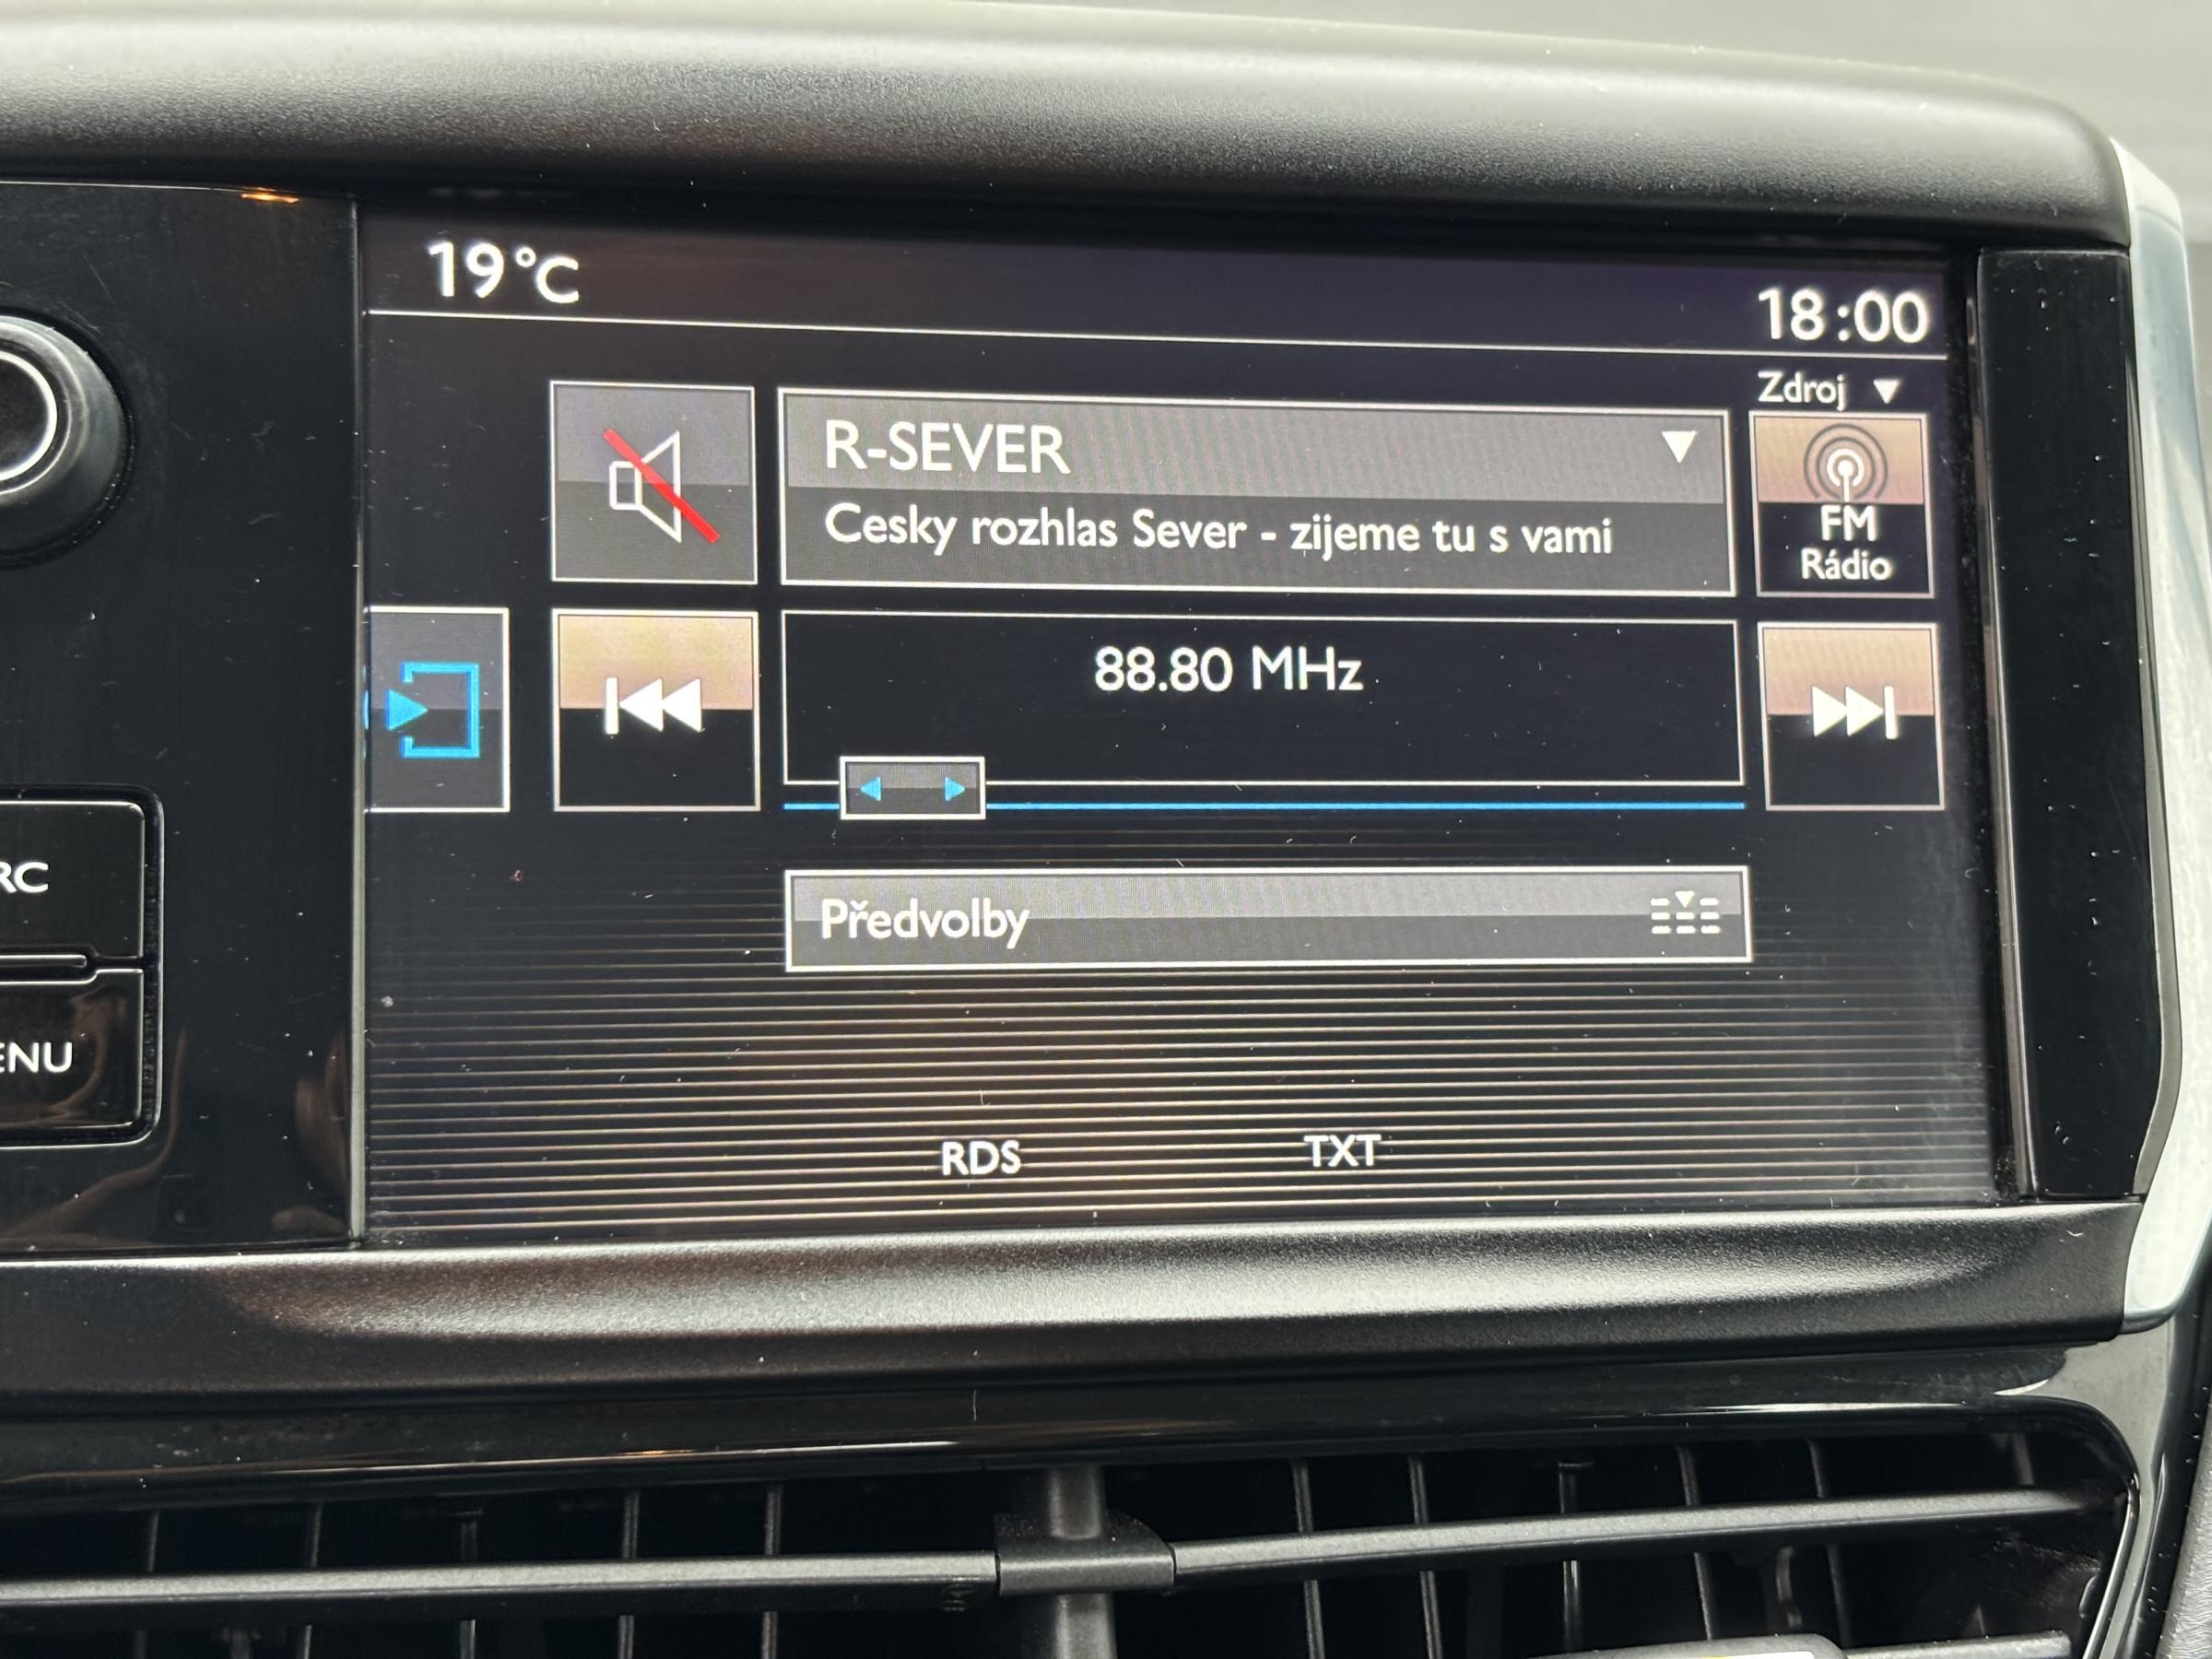 19°C
18:00
Zdroj
R-SEVER
Cesky rozhlas Sever - zijeme tu s vami
FM
Rádio
88.80 MHz
RC
Předvolby
ENU
RDS
TXT